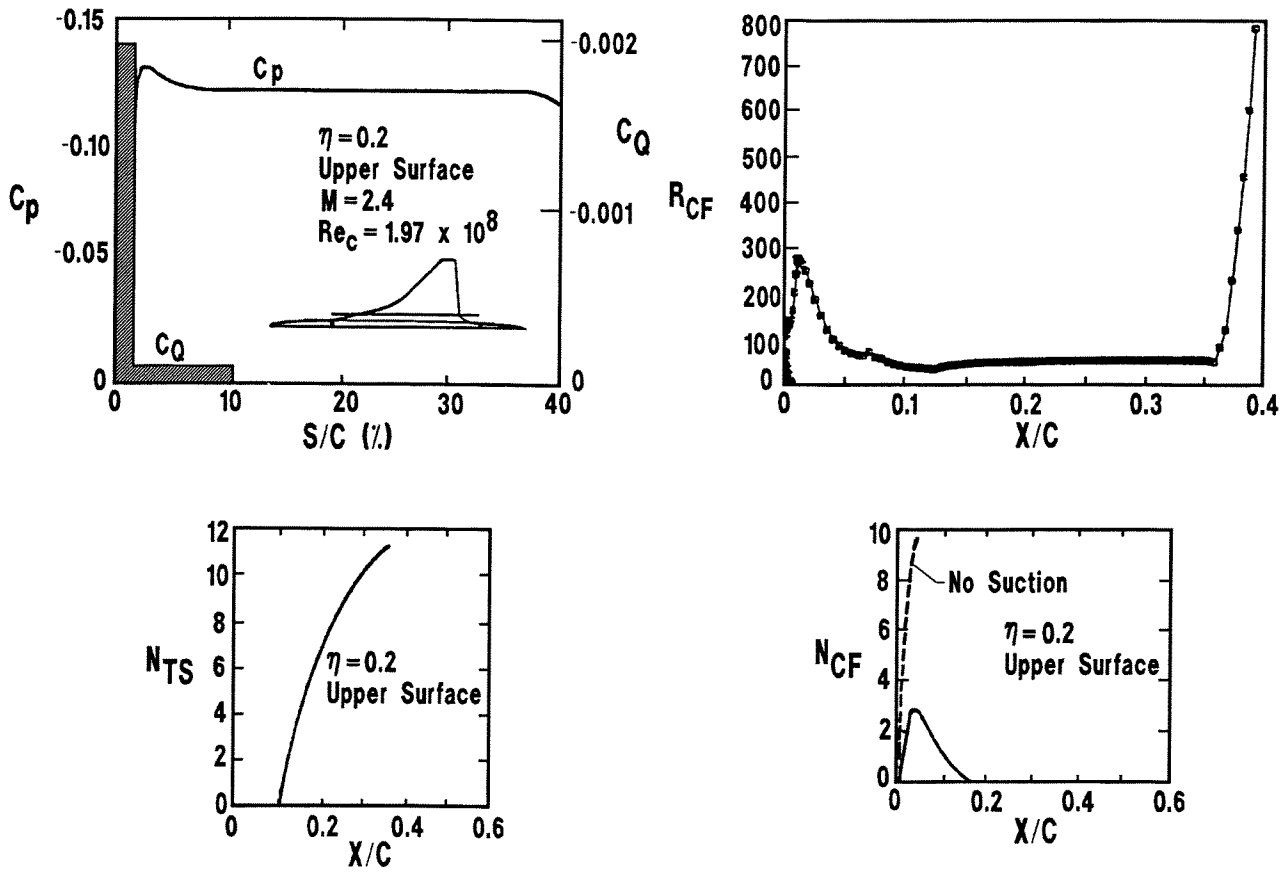 -0.15
-0.10
-0.05
0
Cp
Cp
CQ
η = 0.2
Upper Surface
M = 2.4
Rec = 1.97 x 10^8
-0.002
-0.001
0
CQ
0 10 20 30 40
S/C (%)
800
700
600
500
400
300
200
100
0
RCF
0 0.1 0.2 0.3 0.4
X/C
12
10
8
6
4
2
0
NTS
η = 0.2
Upper Surface
0 0.2 0.4 0.6
X/C
10
8
6
4
2
0
NCF
No Suction
η = 0.2
Upper Surface
0 0.2 0.4 0.6
X/C